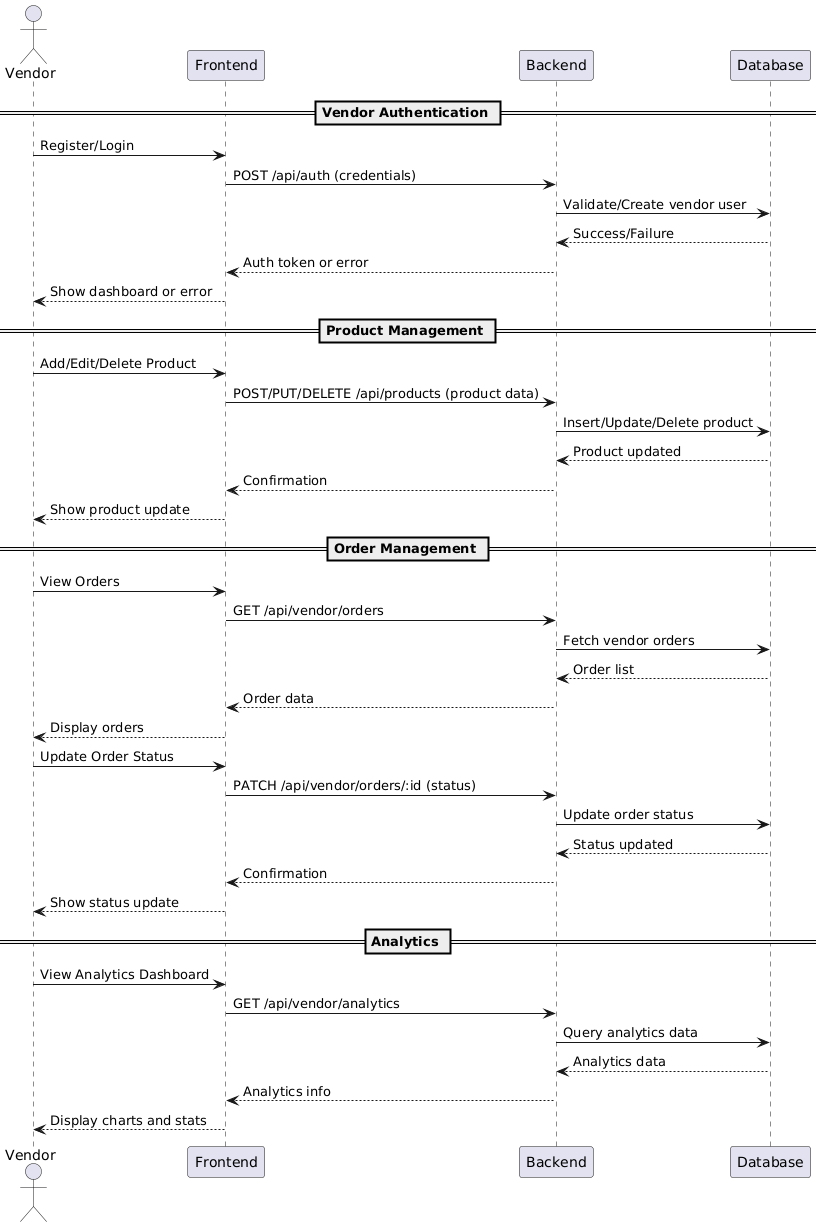 Vendor
Frontend
Backend
Database
Vendor Authentication
Register/Login
POST /api/auth (credentials)
Validate/Create vendor user
Success/Failure
Auth token or error
Show dashboard or error
Product Management
Add/Edit/Delete Product
POST/PUT/DELETE /api/products (product data)
Insert/Update/Delete product
Product updated
Confirmation
Show product update
Order Management
View Orders
GET /api/vendor/orders
Fetch vendor orders
Order list
Order data
Display orders
Update Order Status
PATCH /api/vendor/orders/:id (status)
Update order status
Status updated
Confirmation
Show status update
Analytics
View Analytics Dashboard
GET /api/vendor/analytics
Query analytics data
Analytics data
Analytics info
Display charts and stats
Vendor
Frontend
Backend
Database